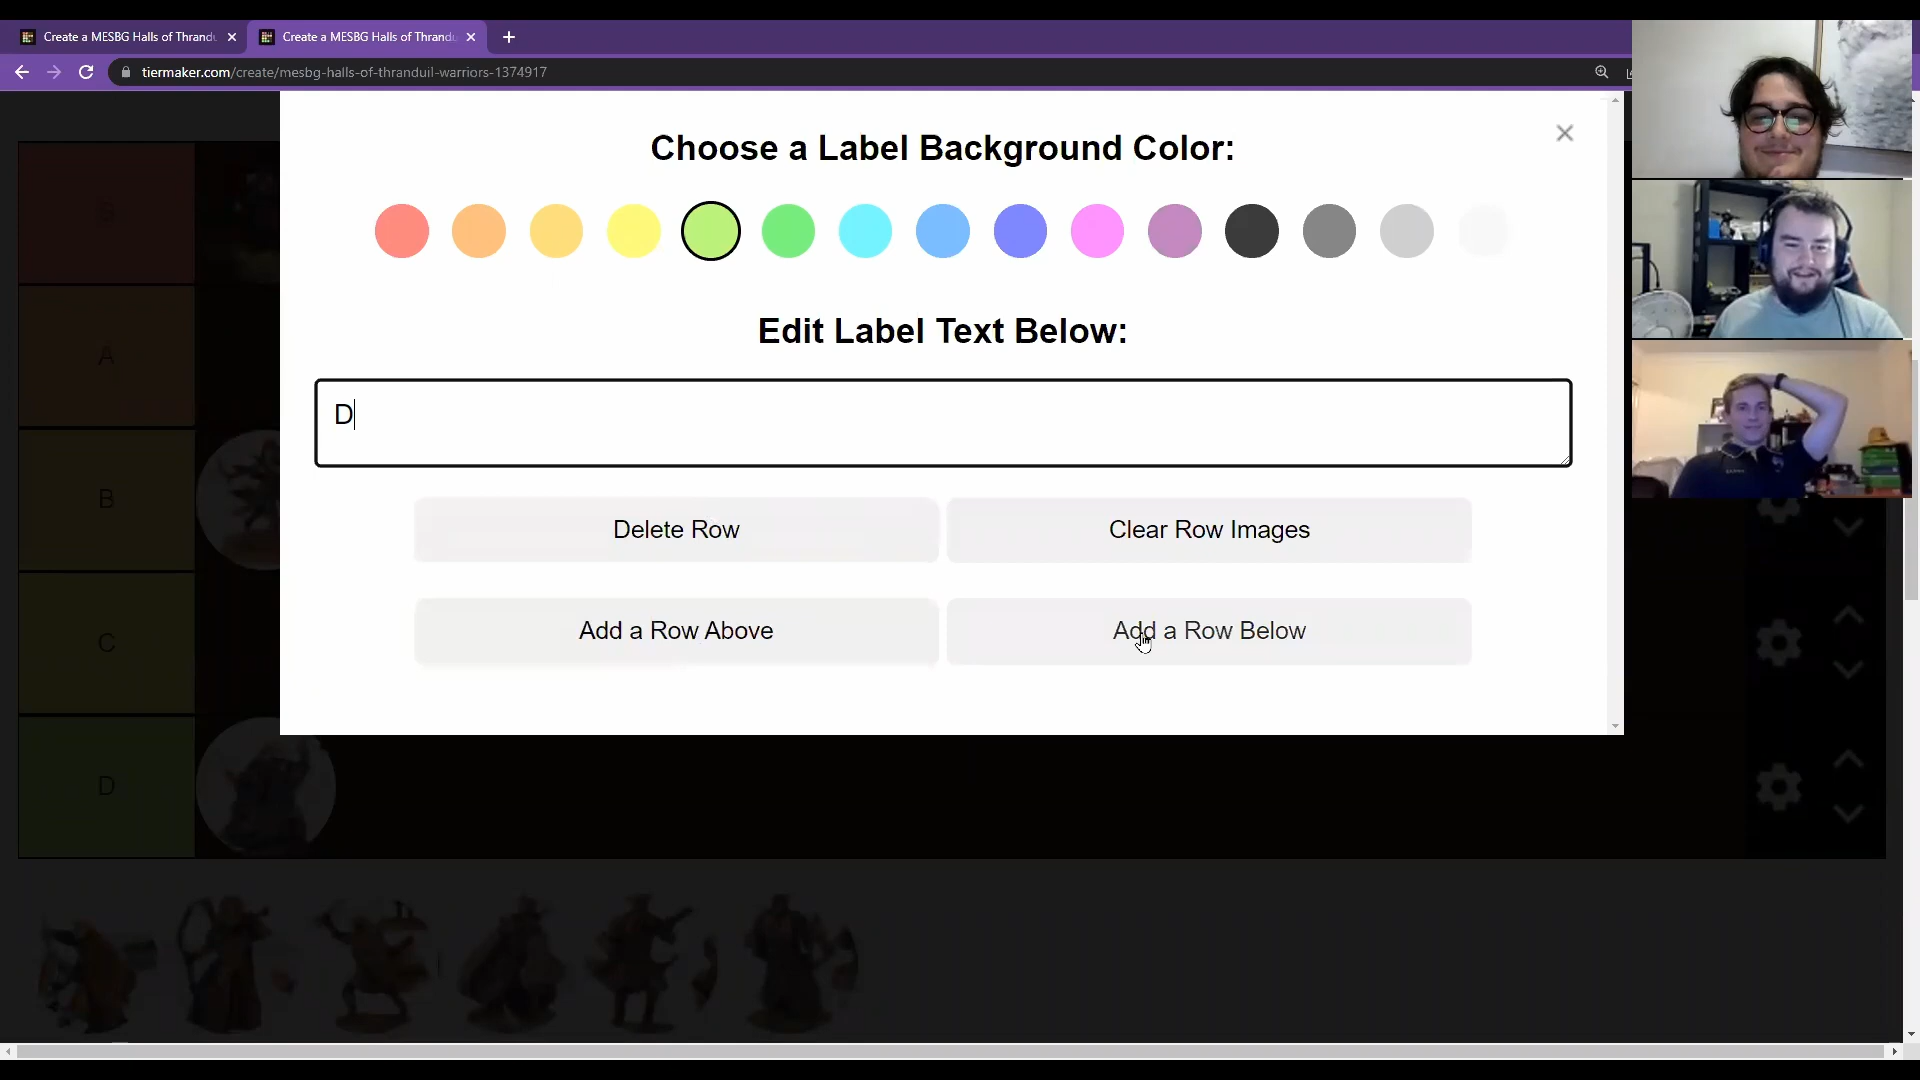 Create a MESBG Halls of Thrandu
Create a MESBG Halls of Thrandu
tiermaker.com/create/mesbg-halls-of-thranduil-warriors-1374917
Choose a Label Background Color:
S
A
Edit Label Text Below:
D
B
Delete Row
Clear Row Images
C
Add a Row Above
Add a Row Below
D